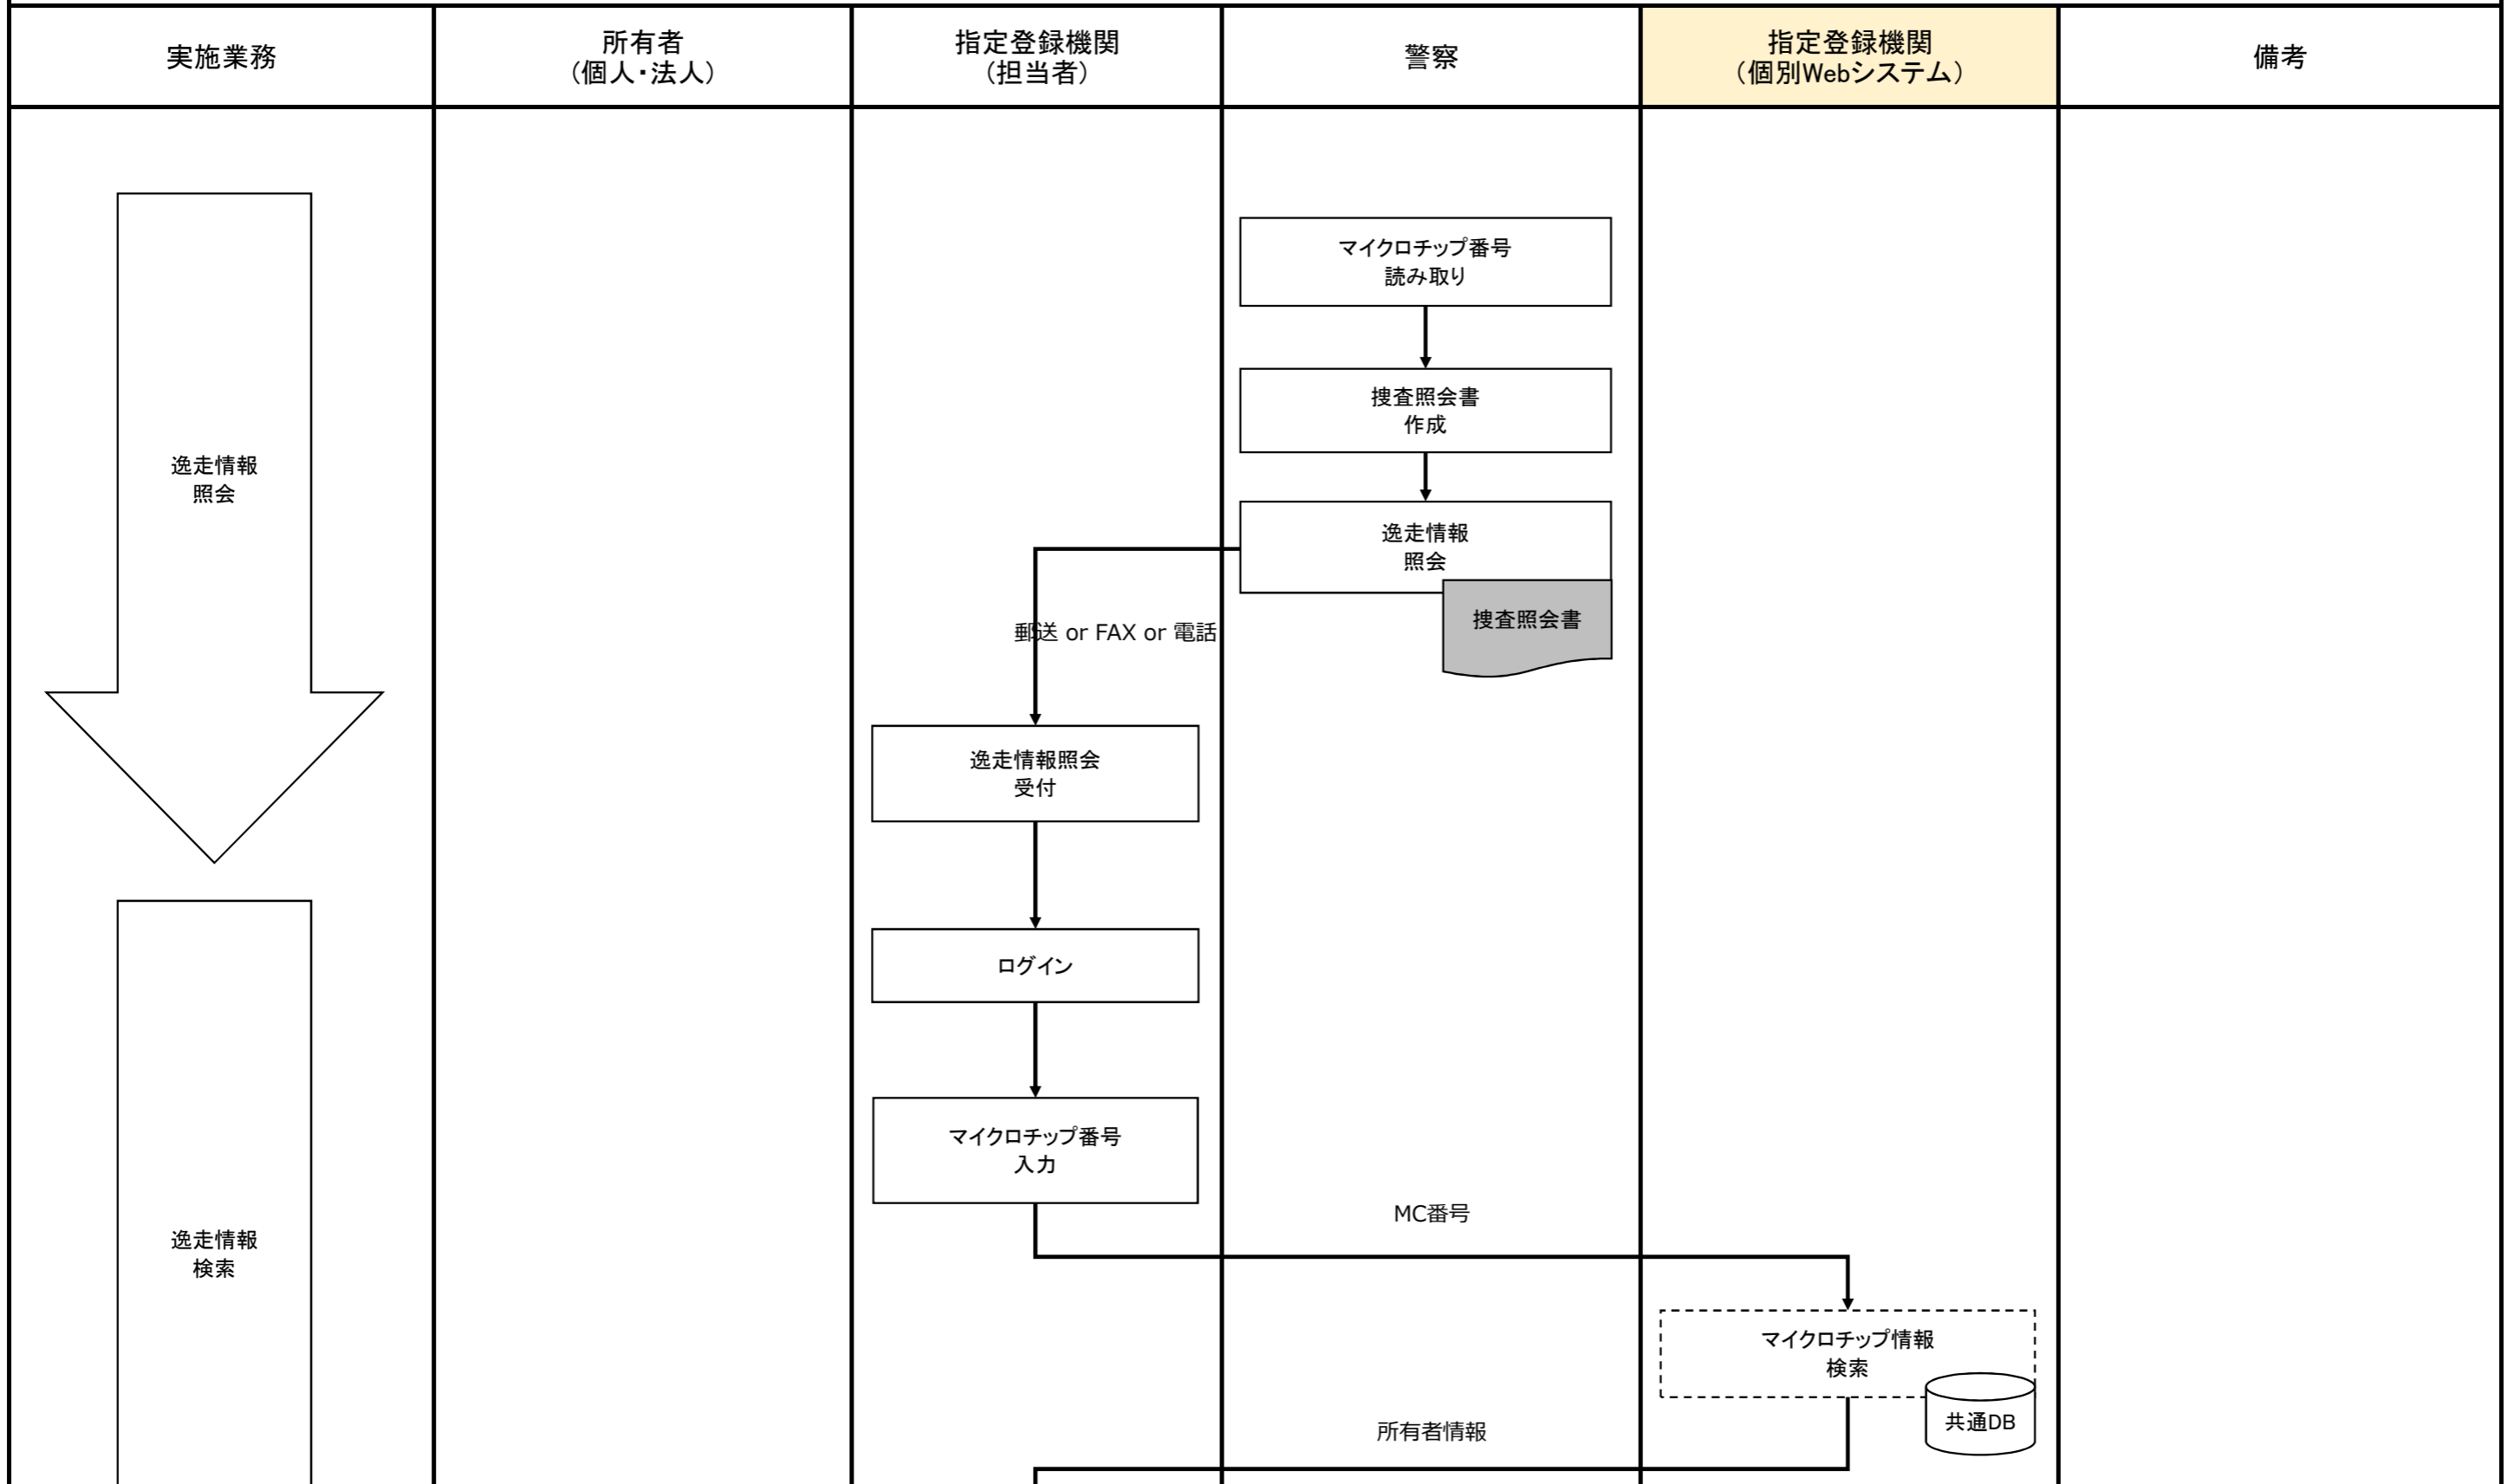 実施業務
所有者
（個人・法人）
指定登録機関
（担当者）
警察
指定登録機関
（個別Webシステム）
備考
逸走情報
照会
マイクロチップ番号
読み取り
捜査照会書
作成
逸走情報
照会
捜査照会書
郵送 or FAX or 電話
逸走情報照会
受付
ログイン
マイクロチップ番号
入力
MC番号
逸走情報
検索
マイクロチップ情報
検索
共通DB
所有者情報